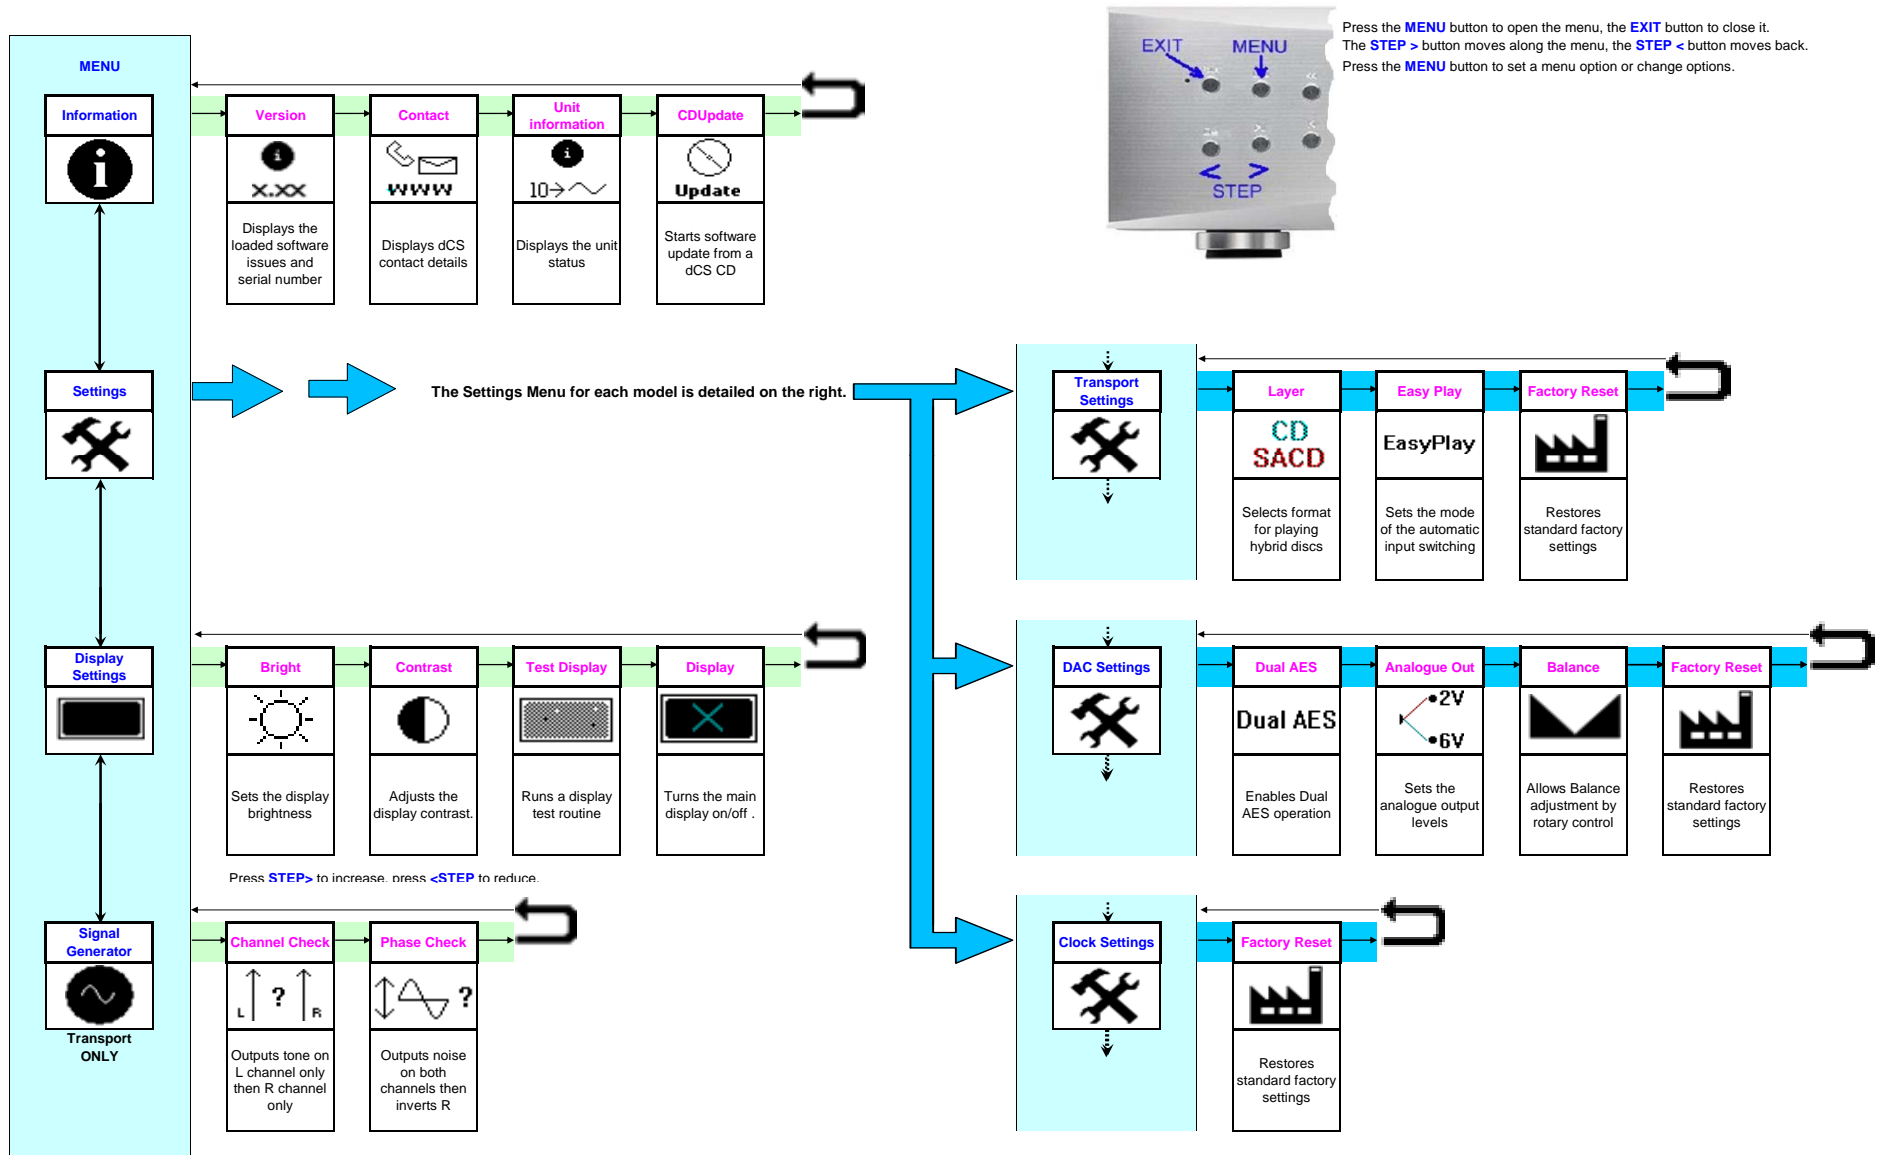 Press the MENU button to open the menu, the EXIT button to close it.
The STEP > button moves along the menu, the STEP < button moves back.
Press the MENU button to set a menu option or change options.
EXIT
MENU
< >
STEP
MENU
Information
Version
Contact
Unit
information
CDUpdate
x.xx
www
10→
Update
Displays the
loaded software
issues and
serial number
Displays dCS
contact details
Displays the unit
status
Starts software
update from a
dCS CD
Settings
The Settings Menu for each model is detailed on the right.
Transport
Settings
Layer
Easy Play
Factory Reset
CD
SACD
EasyPlay
Selects format
for playing
hybrid discs
Sets the mode
of the automatic
input switching
Restores
standard factory
settings
Display
Settings
Bright
Contrast
Test Display
Display
Sets the display
brightness
Adjusts the
display contrast.
Runs a display
test routine
Turns the main
display on/off .
Press STEP> to increase, press <STEP to reduce.
DAC Settings
Dual AES
Analogue Out
Balance
Factory Reset
Dual AES
2V
6V
Enables Dual
AES operation
Sets the
analogue output
levels
Allows Balance
adjustment by
rotary control
Restores
standard factory
settings
Signal
Generator
Transport
ONLY
Channel Check
Phase Check
L ? R
?
Outputs tone on
L channel only
then R channel
only
Outputs noise
on both
channels then
inverts R
Clock Settings
Factory Reset
Restores
standard factory
settings